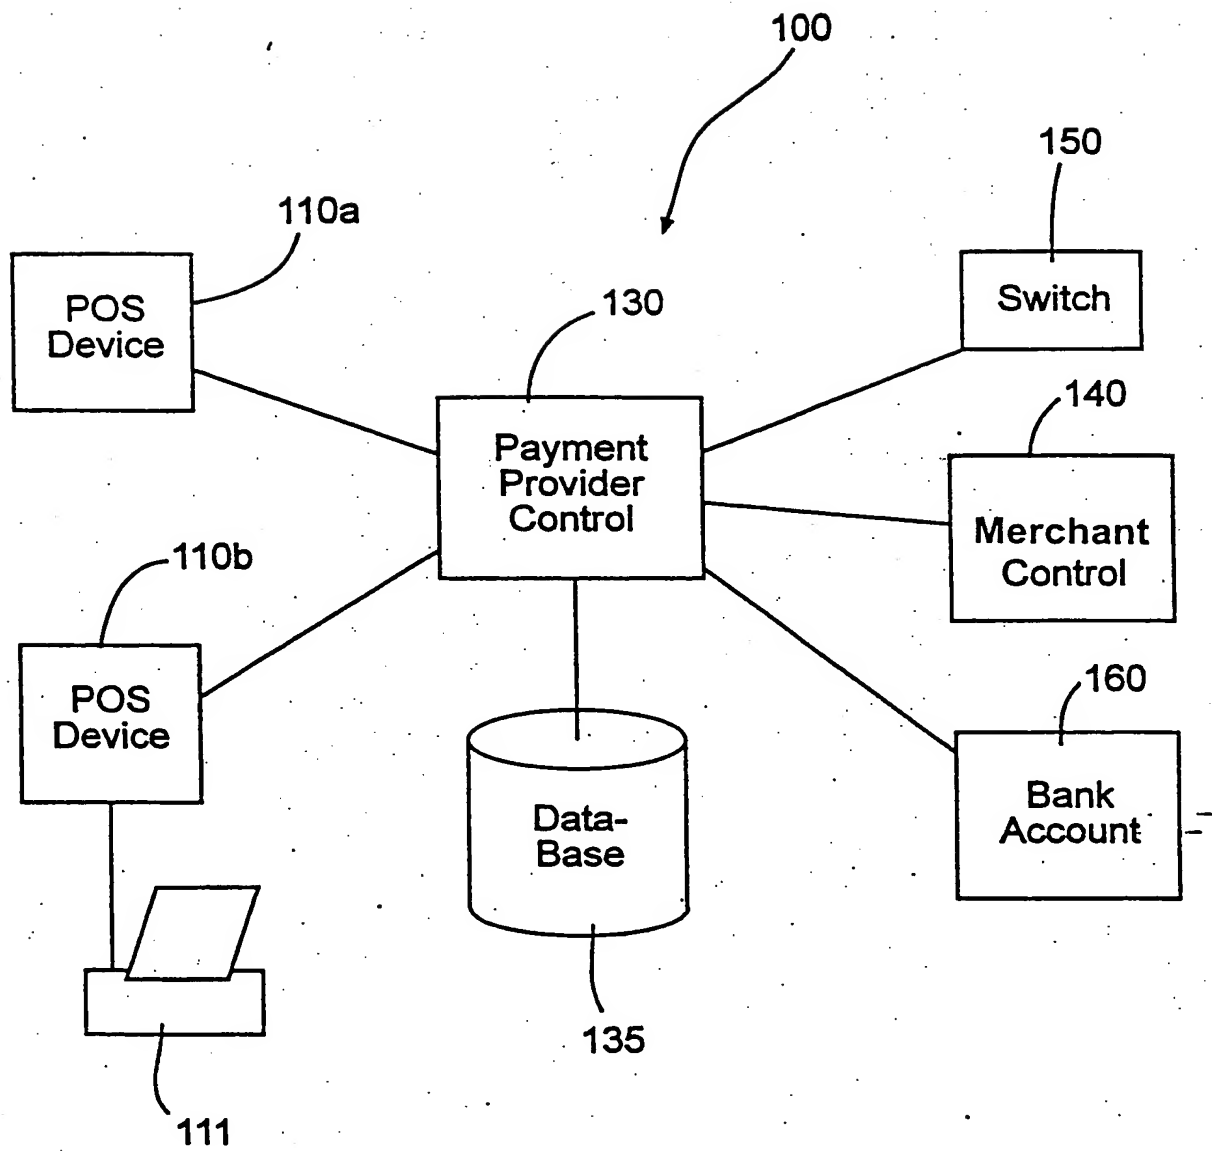 100
150
110a
POS
Device
130
Switch
140
Payment
Provider
Control
Merchant
Control
110b
POS
Device
160
Data-
Base
Bank
Account
135
111